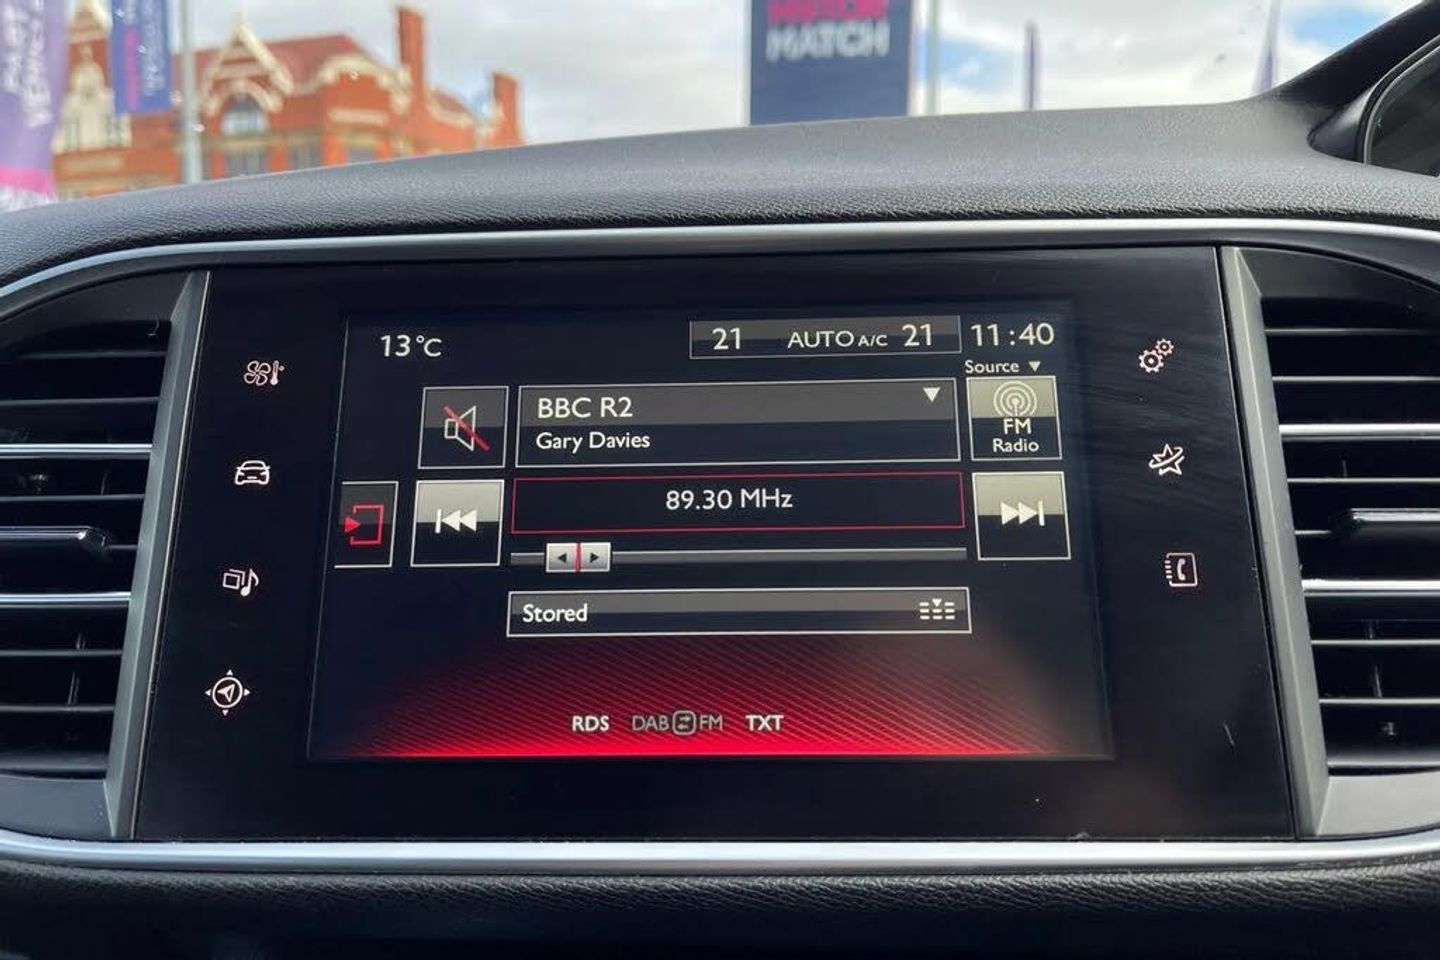 MATCH
13°C
21 AUTO A/C 21
11:40
Source
BBC R2
Gary Davies
FM
Radio
89.30 MHz
Stored
RDS DAB FM TXT